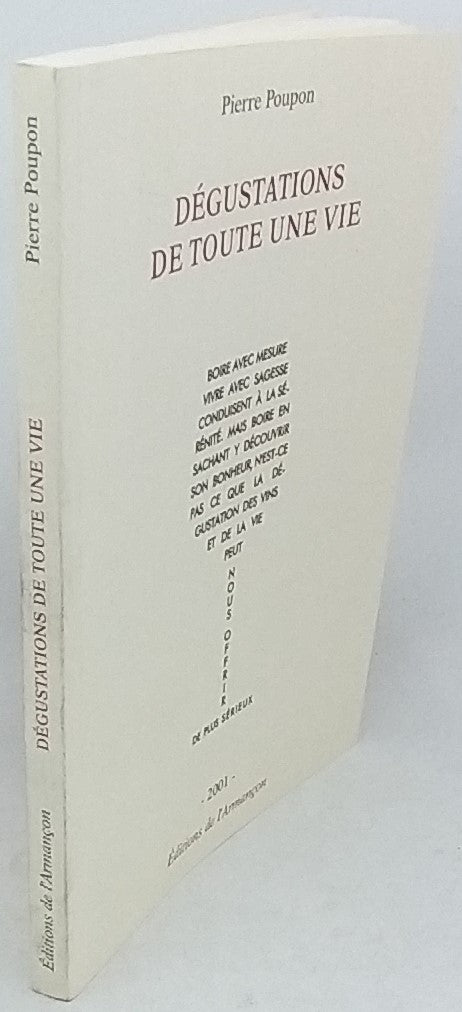 Pierre Poupon
DÉGUSTATIONS
DE TOUTE UNE VIE
BOIRE AVEC MESURE
VIVRE AVEC SAGESSE
CONDUISENT À LA SÉ-
RÉNITÉ. MAIS BOIRE EN
SACHANT Y DÉCOUVRIR
SON BONHEUR, N'EST-CE
PAS CE QUE LA DÉ-
GUSTATION DES VINS
ET DE LA VIE
PEUT
N
O
U
S
O
F
F
R
I
R
DE PLUS SÉRIEUX
- 2001 -
Éditions de l'Armançon
Pierre Poupon
DÉGUSTATIONS DE TOUTE UNE VIE
Éditions de l'Armançon